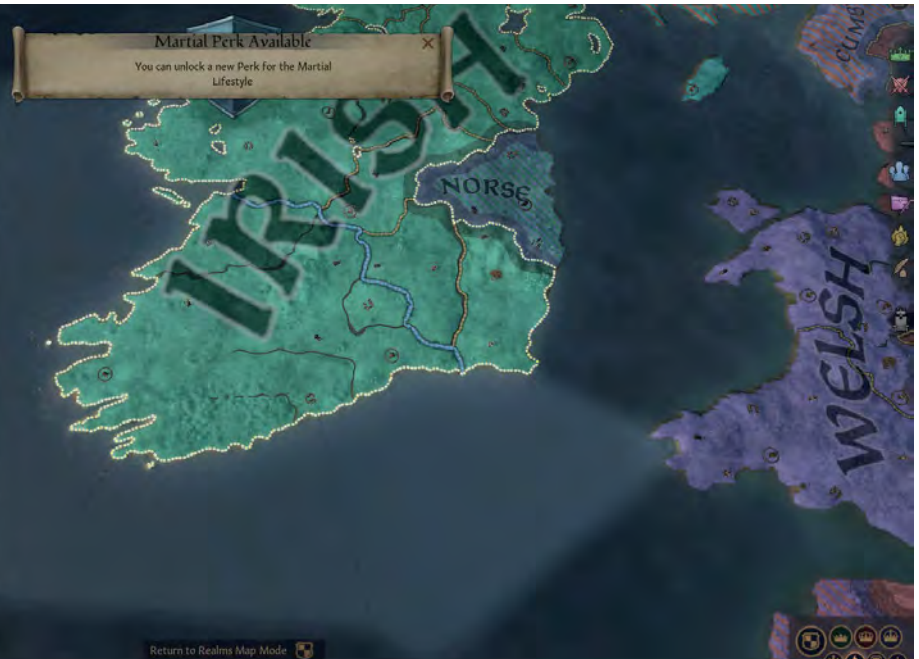 Martial Perk Available
You can unlock a new Perk for the Martial
Lifestyle
IRISH
NORSE
CUMB
WELSH
Return to Realms Map Mode